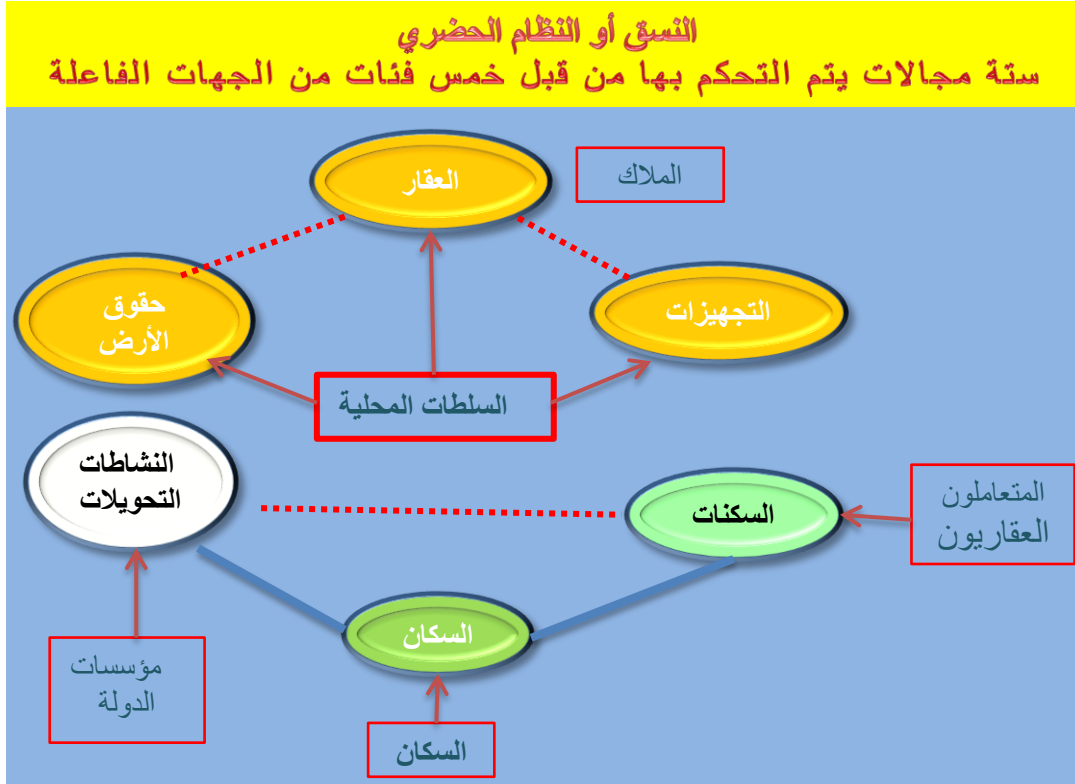 النسق أو النظام الحضري
ستة مجالات يتم التحكم بها من قبل خمس فئات من الجهات الفاعلة
العقار
الملاك
حقوق
الأرض
التجهيزات
السلطات المحلية
النشاطات
التحويلات
السكنات
المتعاملون
العقاريون
السكان
مؤسسات
الدولة
السكان